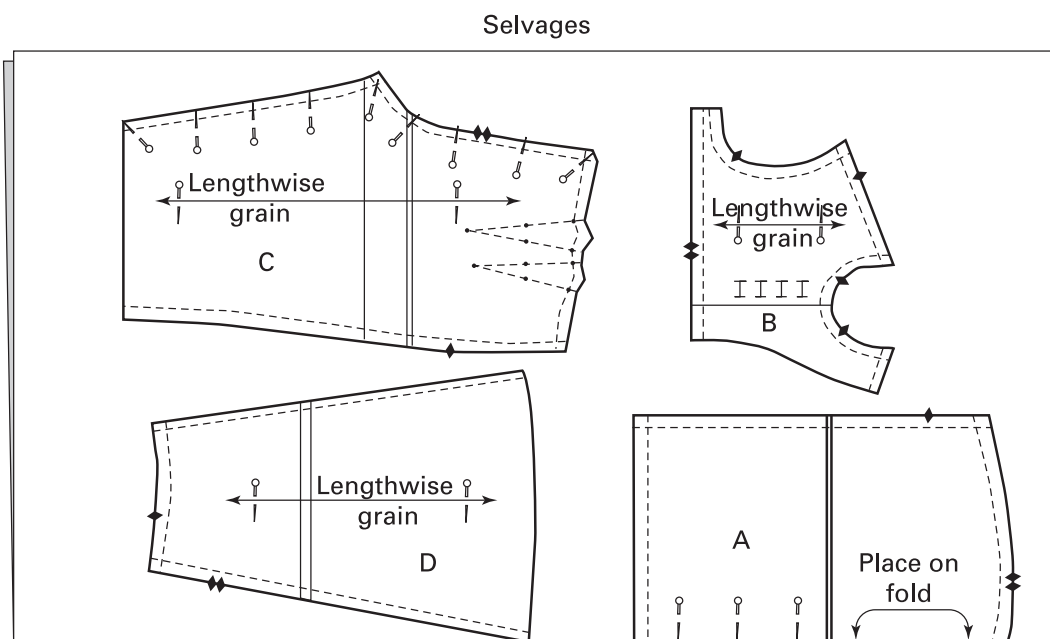 Selvages
Lengthwise
grain
C
Lengthwise
grain
B
Lengthwise
grain
D
A
Place on
fold